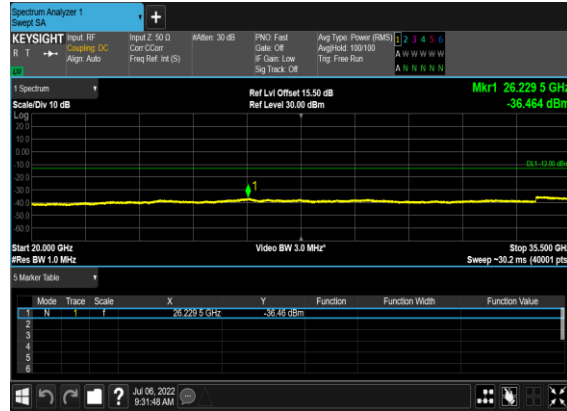 Spectrum Analyzer 1
Swept SA
KEYSIGHT Input: RF Input Z: 50 Ω #Atten: 30 dB PNO: Fast Avg Type: Power (RMS) 1 2 3 4 5 6
R T Coupling: DC Corr CCorr Gate: Off Avg|Hold: 100/100 A W W W W W
Align: Auto Freq Ref: Int (S) IF Gain: Low Trig: Free Run
Sig Track: Off A N N N N N
1 Spectrum Ref Lvl Offset 15.50 dB Mkr1 26.229 5 GHz
Scale/Div 10 dB Ref Level 30.00 dBm -36.464 dBm
Log
20.0
10.0
0.00
-10.0
DL1 -13.00 dBm
-20.0
1
-30.0
-40.0
-50.0
-60.0
Start 20.000 GHz Video BW 3.0 MHz* Stop 35.500 GHz
#Res BW 1.0 MHz Sweep ~30.2 ms (40001 pts)
5 Marker Table
Mode Trace Scale X Y Function Function Width Function Value
1 N 1 f 26.229 5 GHz -36.46 dBm
2
3
4
5
6
? Jul 06, 2022
9:31:48 AM